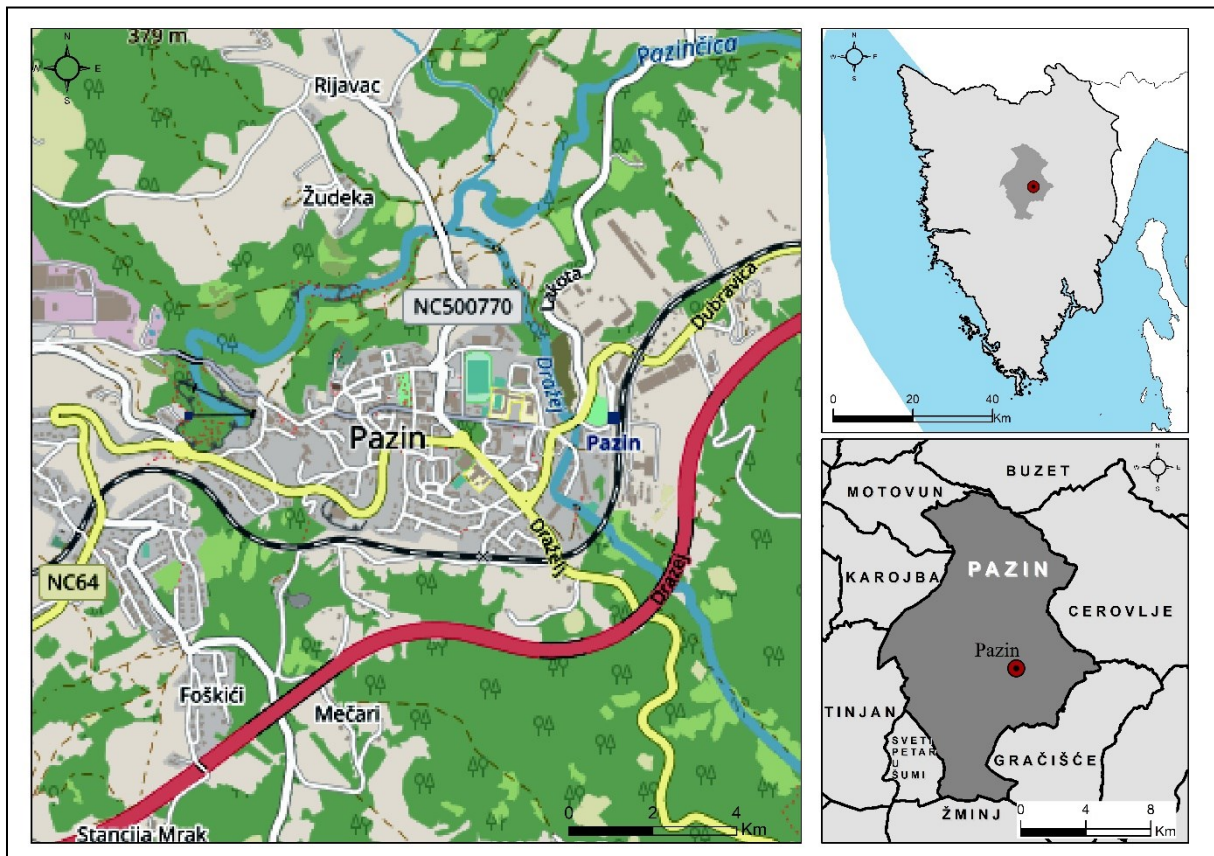 379 m
N
W E
S
Pazinčica
Rijavac
Žudeka
NC500770
Lakota
Dubravica
Dražej
Pazin
Pazin
Dražej
Dražej
NC64
Foškići
Mečari
Stancija Mrak
0 2 4
Km
N
W E
S
0 20 40
Km
N
W E
S
BUZET
MOTOVUN
PAZIN
KAROJBA
CEROVLJE
Pazin
TINJAN
SVETI
PETAR
U
ŠUMI
GRAČIŠĆE
ŽMINJ
0 4 8
Km